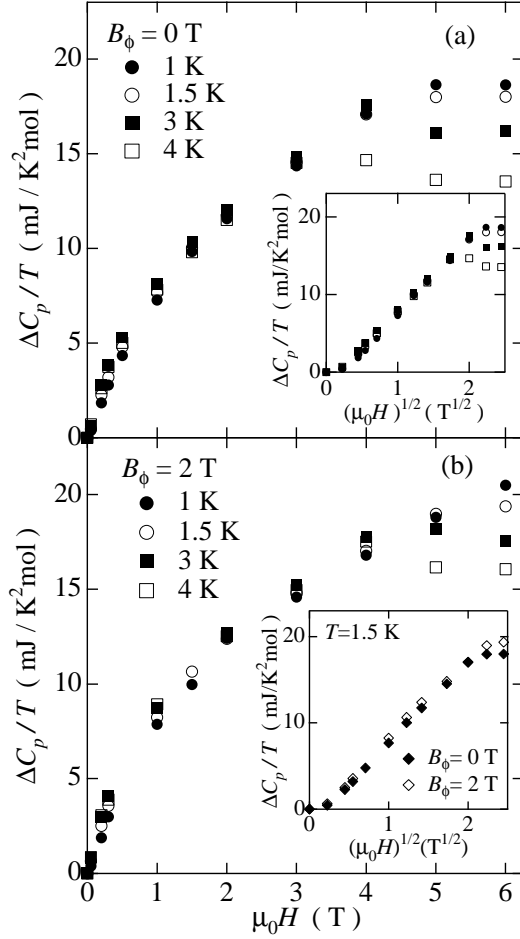 B_ϕ = 0 T
(a)
1 K
1.5 K
3 K
4 K
ΔC_p / T ( mJ / K²mol )
20
15
10
5
0
ΔC_p / T ( mJ/K²mol )
20
10
0
0 1 2
(μ₀H)^{1/2} (T^{1/2})
B_ϕ = 2 T
(b)
1 K
1.5 K
3 K
4 K
ΔC_p / T ( mJ / K²mol )
20
15
10
5
0
T=1.5 K
ΔC_p / T ( mJ/K²mol )
20
10
0
B_ϕ= 0 T
B_ϕ= 2 T
0 1 2
(μ₀H)^{1/2}(T^{1/2})
0 1 2 3 4 5 6
μ₀H ( T )